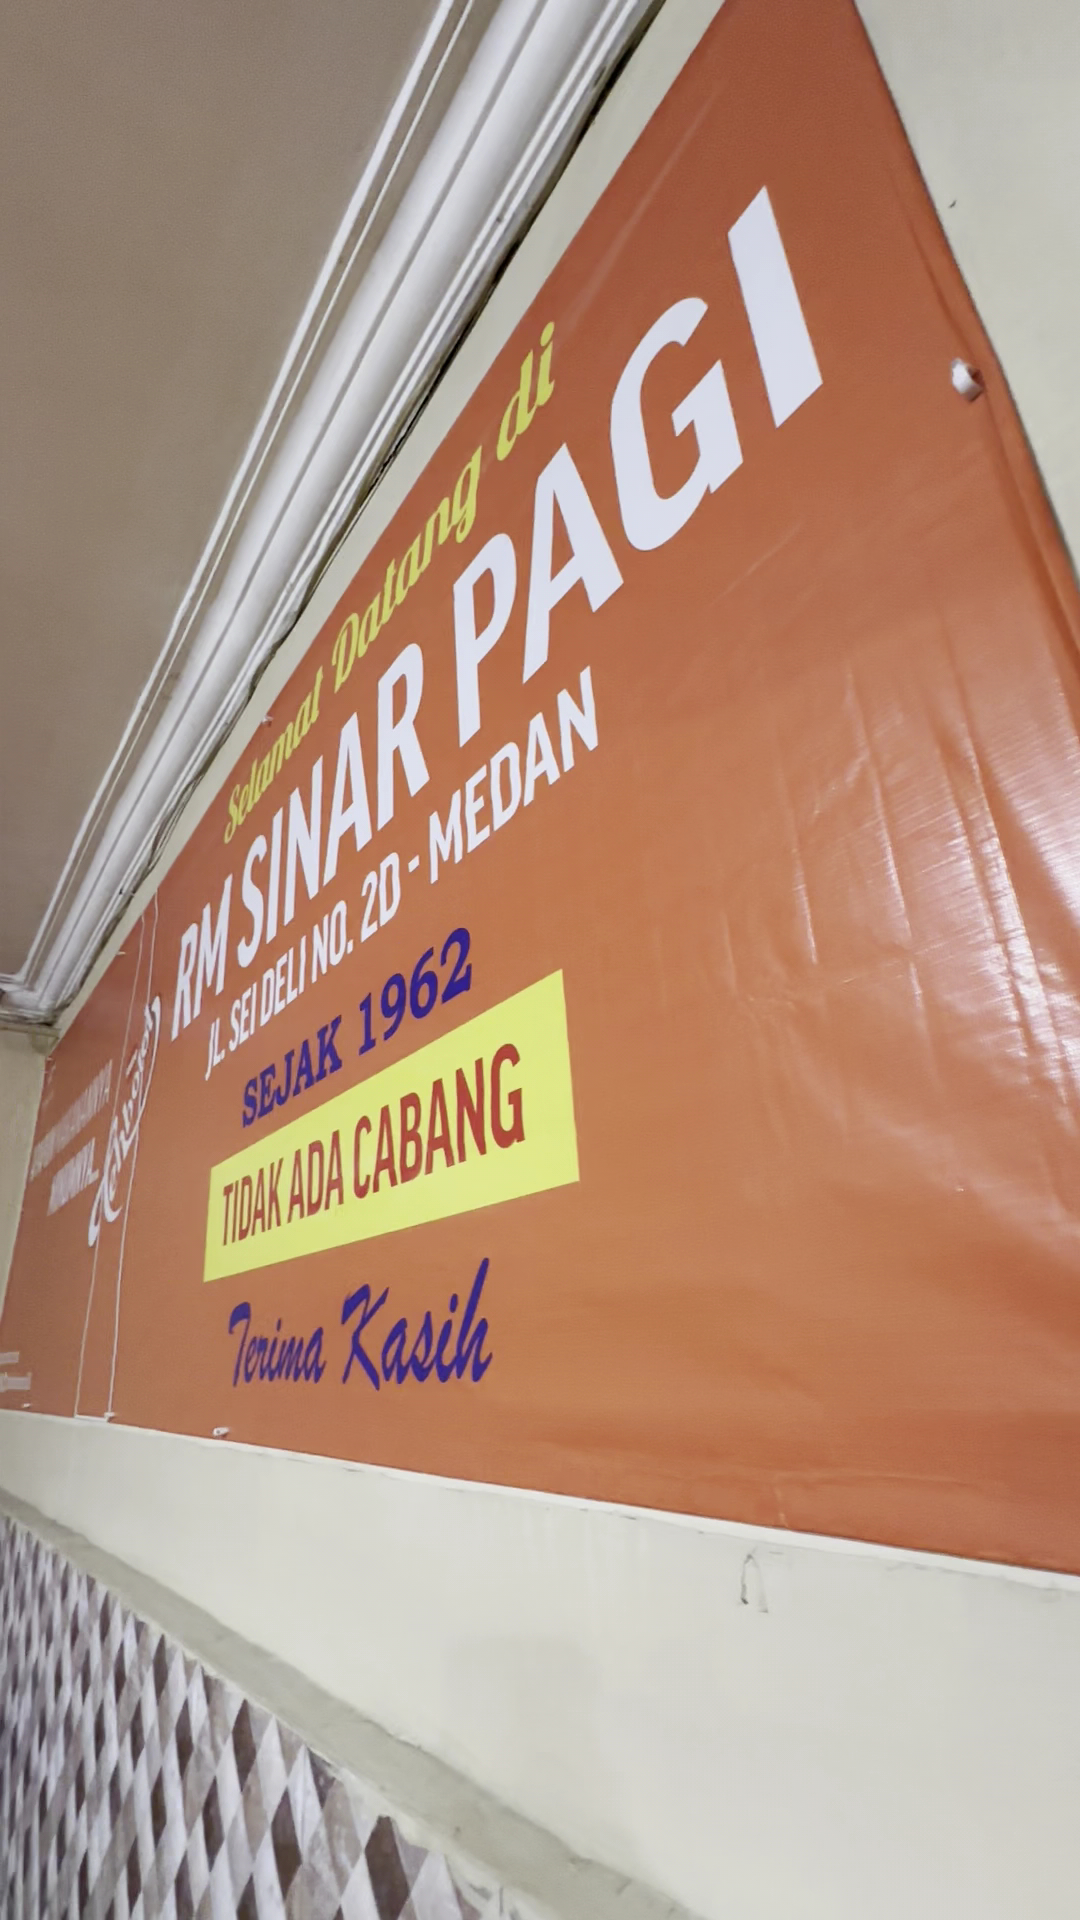 Selamat Datang di
RM SINAR PAGI
JL. SEI DELI NO. 2D - MEDAN
SEJAK 1962
TIDAK ADA CABANG
Terima Kasih